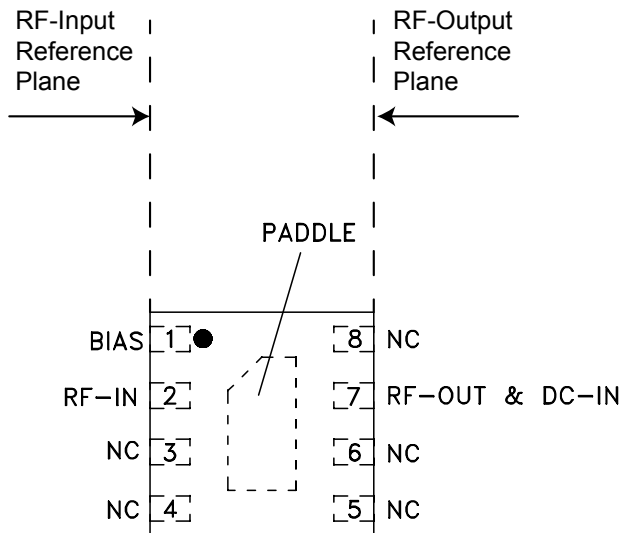 RF-Input
Reference
Plane
RF-Output
Reference
Plane
PADDLE
BIAS 1 8 NC
RF-IN 2 7 RF-OUT & DC-IN
NC 3 6 NC
NC 4 5 NC